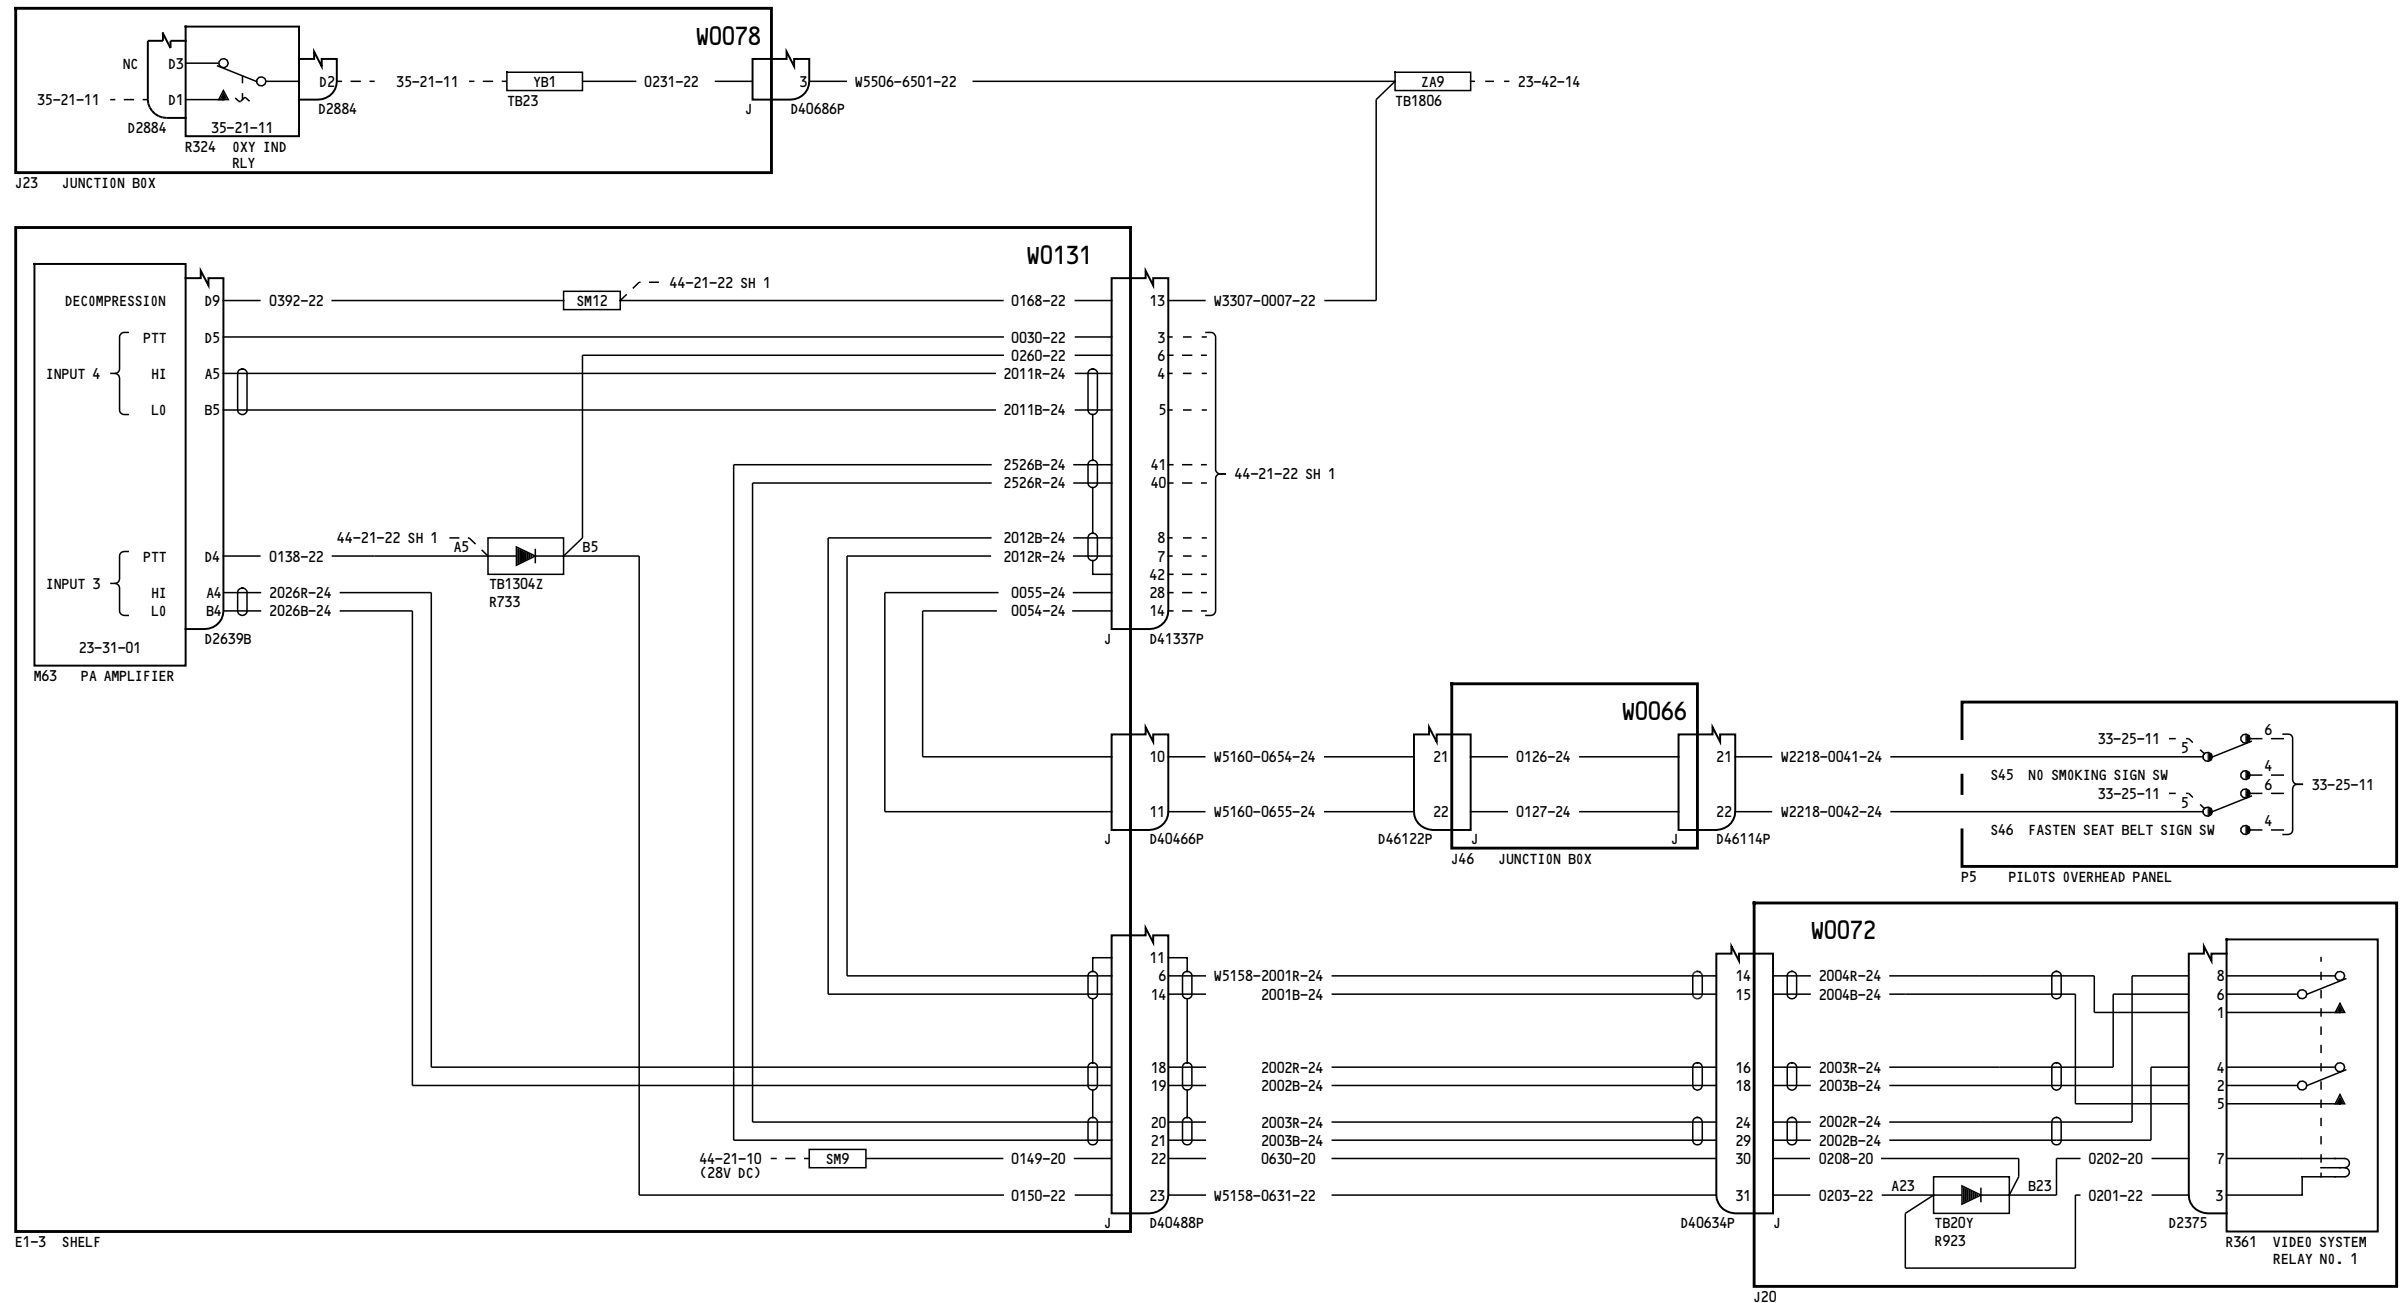 W0078
NC D3 D2 35-21-11 YB1 0231-22 3 W5506-6501-22 ZA9 23-42-14
35-21-11 D1 D2884 TB23 J D40686P TB1806
D2884 35-21-11
R324 OXY IND
RLY
J23 JUNCTION BOX
W0131
44-21-22 SH 1
DECOMPRESSION D9 0392-22 SM12 0168-22 13 W3307-0007-22
PTT D5 0030-22 3
0260-22 6
INPUT 4 HI A5 2011R-24 4
LO B5 2011B-24 5
2526B-24 41
44-21-22 SH 1
2526R-24 40
44-21-22 SH 1 2012B-24 8
A5 B5
PTT D4 0138-22 2012R-24 7
42
INPUT 3 TB1304Z
HI A4 2026R-24 R733 0055-24 28
LO B4 2026B-24 0054-24 14
D2639B J D41337P
23-31-01
M63 PA AMPLIFIER
W0066
33-25-11 5 6
10 W5160-0654-24 21 0126-24 21 W2218-0041-24
S45 NO SMOKING SIGN SW 4
33-25-11 5 6 33-25-11
11 W5160-0655-24 22 0127-24 22 W2218-0042-24
S46 FASTEN SEAT BELT SIGN SW 4
J D40466P D46122P J J D46114P
J46 JUNCTION BOX
P5 PILOTS OVERHEAD PANEL
W0072
11
6 W5158-2001R-24 14 2004R-24 8
14 2001B-24 15 2004B-24 6
1
18 2002R-24 16 2003R-24 4
19 2002B-24 18 2003B-24 2
5
20 2003R-24 24 2002R-24
21 2003B-24 29 2002B-24
44-21-10 SM9 0149-20 22 0630-20 30 0208-20 0202-20 7
(28V DC)
A23 B23
0150-22 23 W5158-0631-22 31 0203-22 0201-22 3
J D40488P D40634P J TB20Y D2375
R923
E1-3 SHELF
R361 VIDEO SYSTEM
RELAY NO. 1
J20